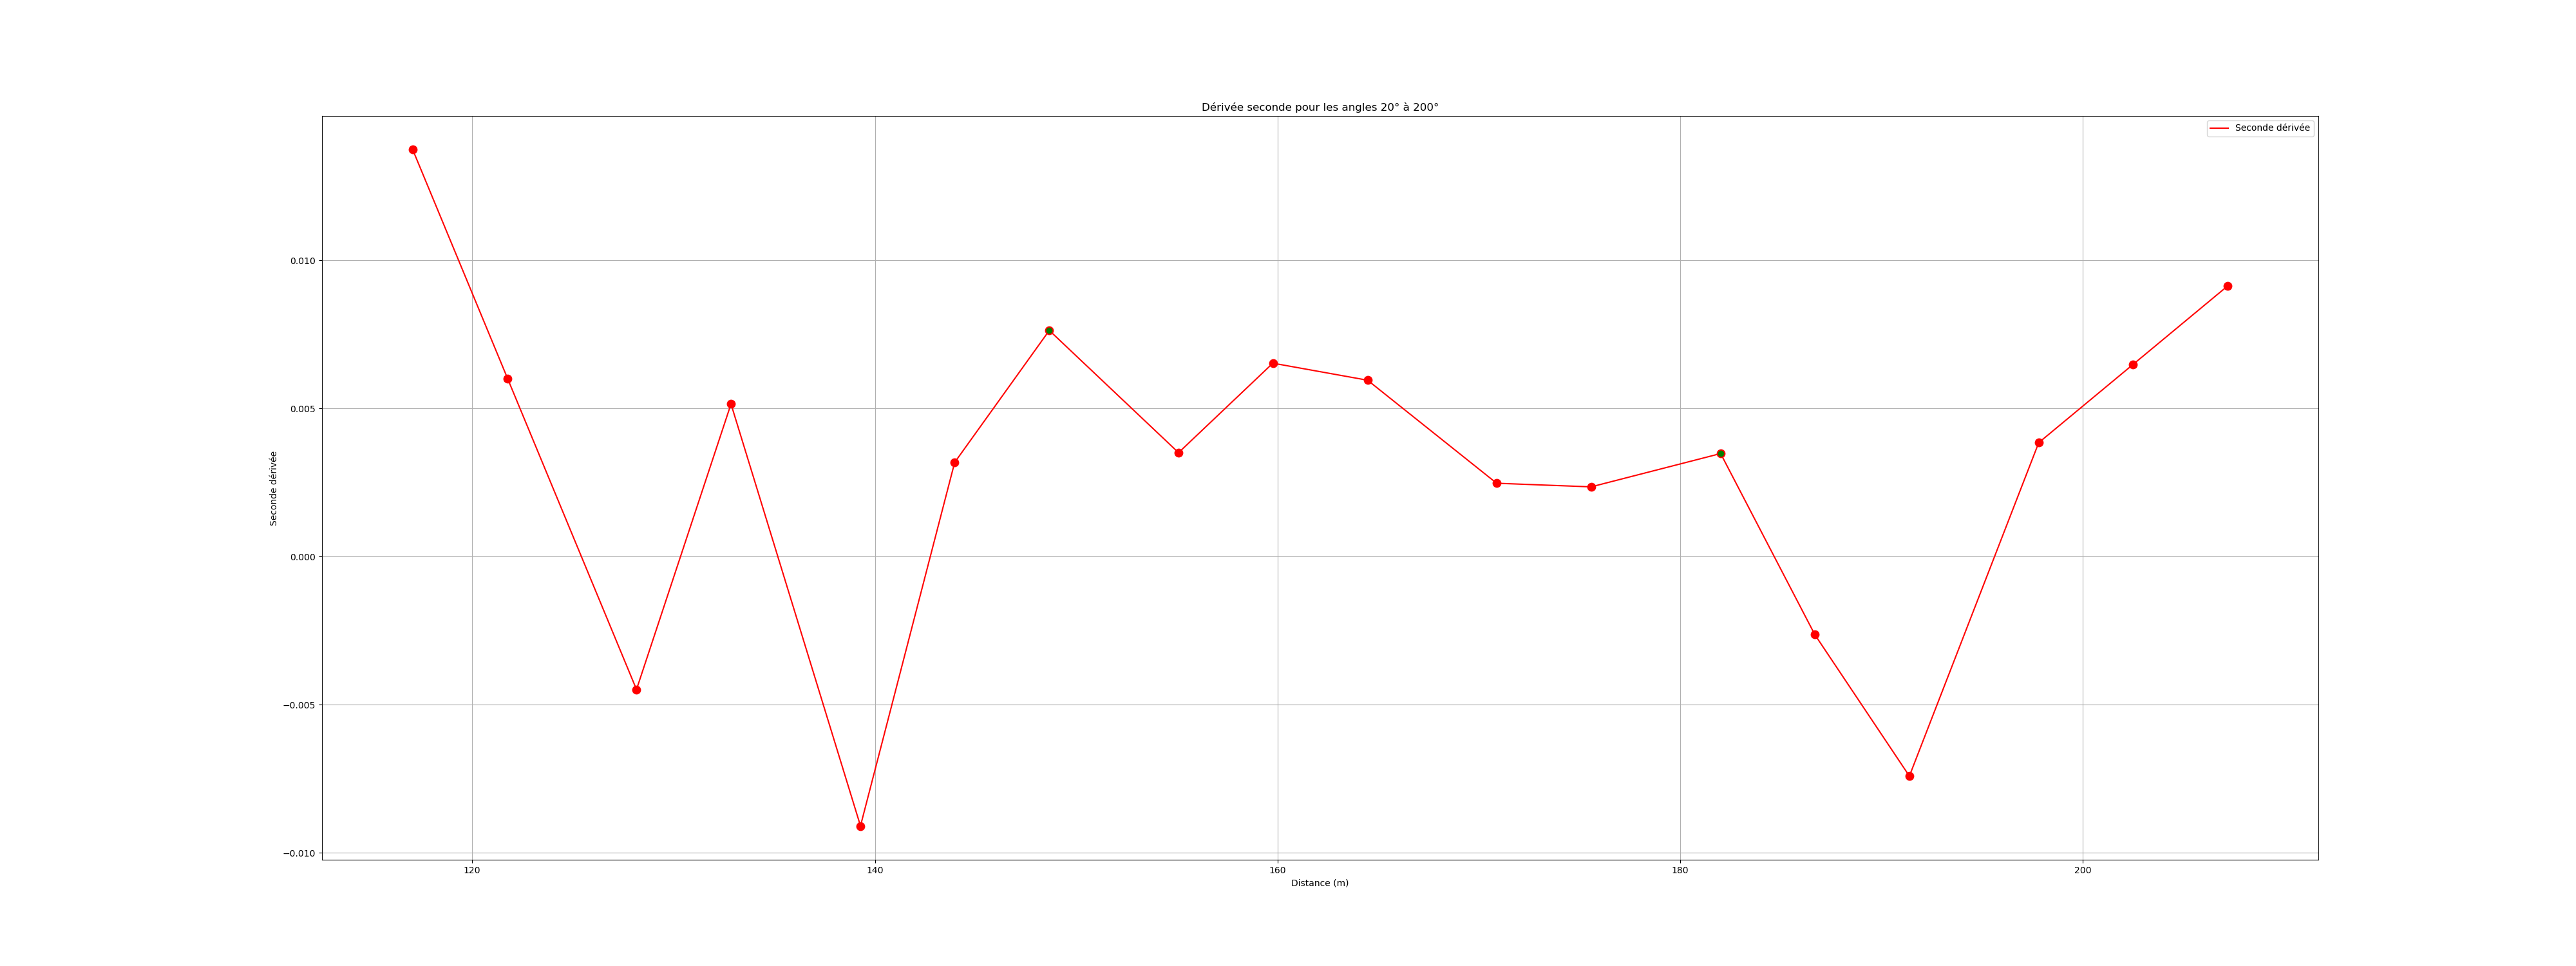 Dérivée seconde pour les angles 20° à 200°
Seconde dérivée
0.010
0.005
0.000
−0.005
−0.010
Seconde dérivée
120
140
160
180
200
Distance (m)